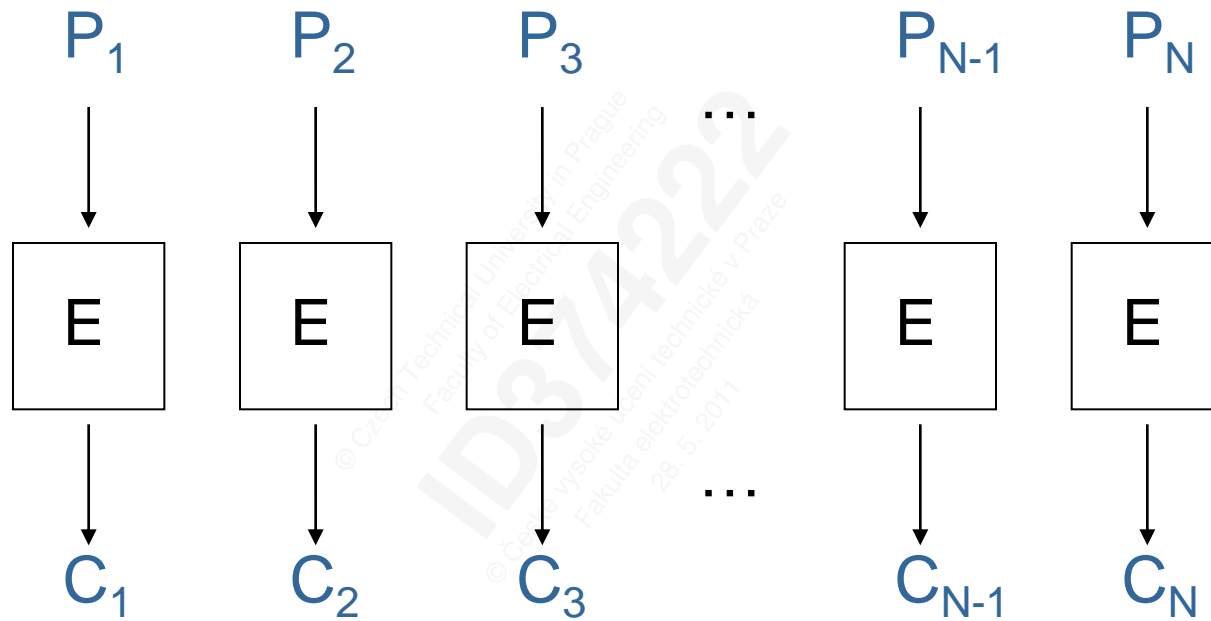 P1 P2 P3 PN-1 PN
...
E E E E E
...
C1 C2 C3 CN-1 CN
© Czech Technical University in Prague
Faculty of Electrical Engineering
ID374222
© České vysoké učení technické v Praze
Fakulta elektrotechnická
28. 5. 2011